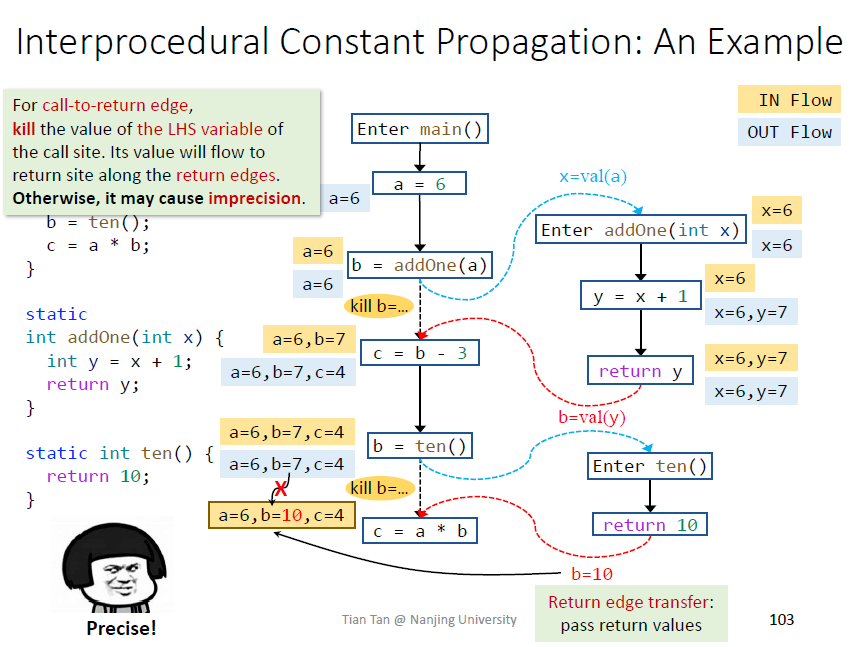 Interprocedural Constant Propagation: An Example
For call-to-return edge,
kill the value of the LHS variable of
the call site. Its value will flow to
return site along the return edges.
Otherwise, it may cause imprecision.
b = ten();
c = a * b;
}
static
int addOne(int x) {
int y = x + 1;
return y;
}
static int ten() {
return 10;
}
Precise!
IN Flow
OUT Flow
Enter main()
a = 6
a=6
a=6
b = addOne(a)
a=6
kill b=...
a=6,b=7
c = b - 3
a=6,b=7,c=4
a=6,b=7,c=4
b = ten()
a=6,b=7,c=4
X
kill b=...
a=6,b=10,c=4
c = a * b
x=val(a)
Enter addOne(int x)
x=6
x=6
y = x + 1
x=6
x=6,y=7
return y
x=6,y=7
x=6,y=7
b=val(y)
Enter ten()
return 10
b=10
Return edge transfer:
pass return values
Tian Tan @ Nanjing University
103